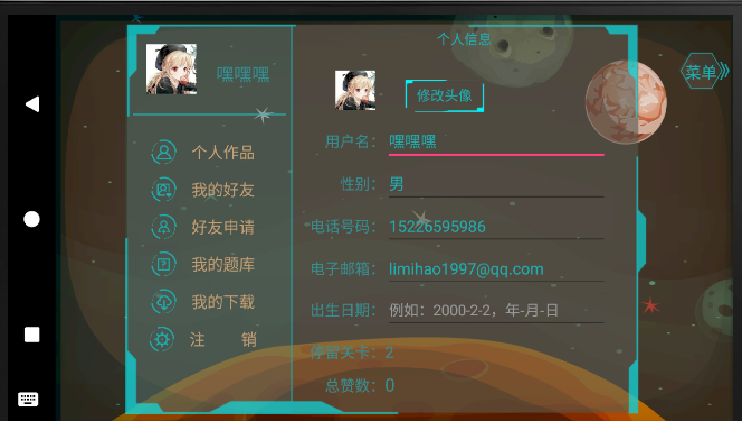 个人信息
嘿嘿嘿
菜单
修改头像
用户名：嘿嘿嘿
个人作品
性别：男
我的好友
电话号码：15226595986
好友申请
电子邮箱：limihao1997@qq.com
我的题库
出生日期：例如：2000-2-2，年-月-日
我的下载
注 销
停留关卡：2
总赞数：0